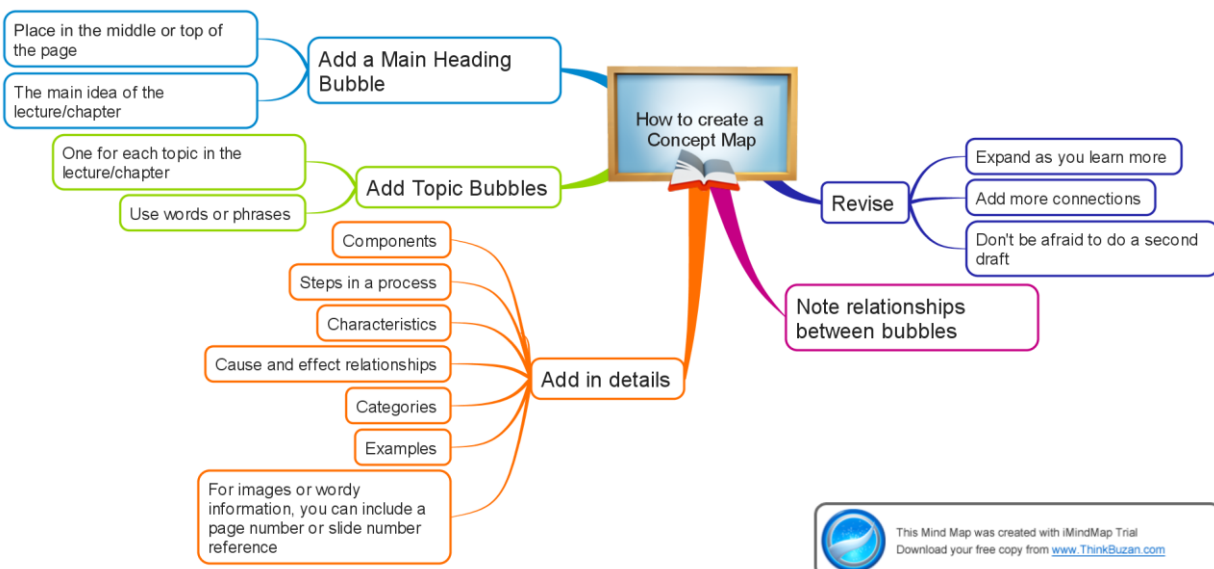 How to create a
Concept Map
Add a Main Heading
Bubble
Place in the middle or top of
the page
The main idea of the
lecture/chapter
Add Topic Bubbles
One for each topic in the
lecture/chapter
Use words or phrases
Add in details
Components
Steps in a process
Characteristics
Cause and effect relationships
Categories
Examples
For images or wordy
information, you can include a
page number or slide number
reference
Note relationships
between bubbles
Revise
Expand as you learn more
Add more connections
Don't be afraid to do a second
draft
This Mind Map was created with iMindMap Trial
Download your free copy from www.ThinkBuzan.com